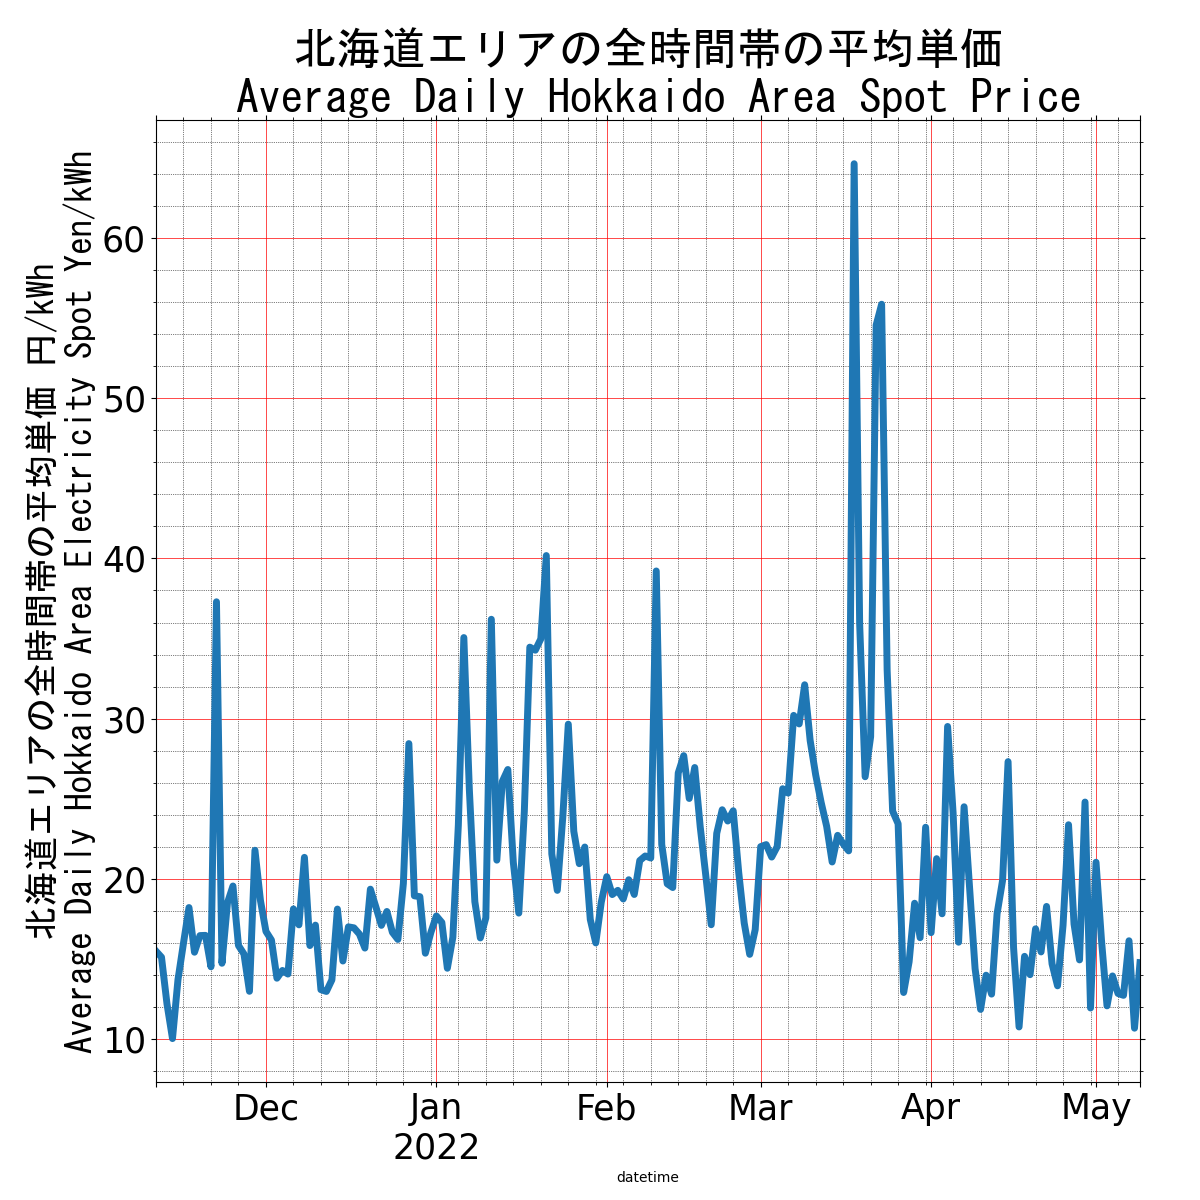 北海道エリアの全時間帯の平均単価
Average Daily Hokkaido Area Spot Price
北海道エリアの全時間帯の平均単価 円/kWh
Average Daily Hokkaido Area Electricity Spot Yen/kWh
60
50
40
30
20
10
Dec
Jan
2022
Feb
Mar
Apr
May
datetime